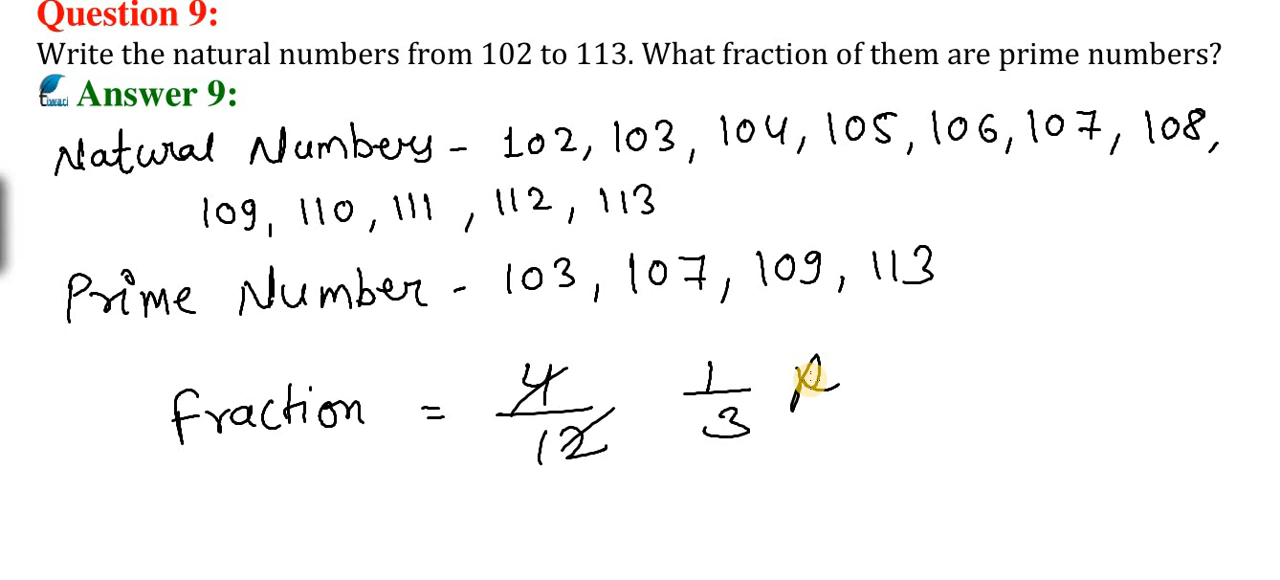 Question 9:
Write the natural numbers from 102 to 113. What fraction of them are prime numbers?
Answer 9:
Natural Numbers - 102, 103, 104, 105, 106, 107, 108,
109, 110, 111, 112, 113
Prime Number - 103, 107, 109, 113
fraction = 4/12 1/3